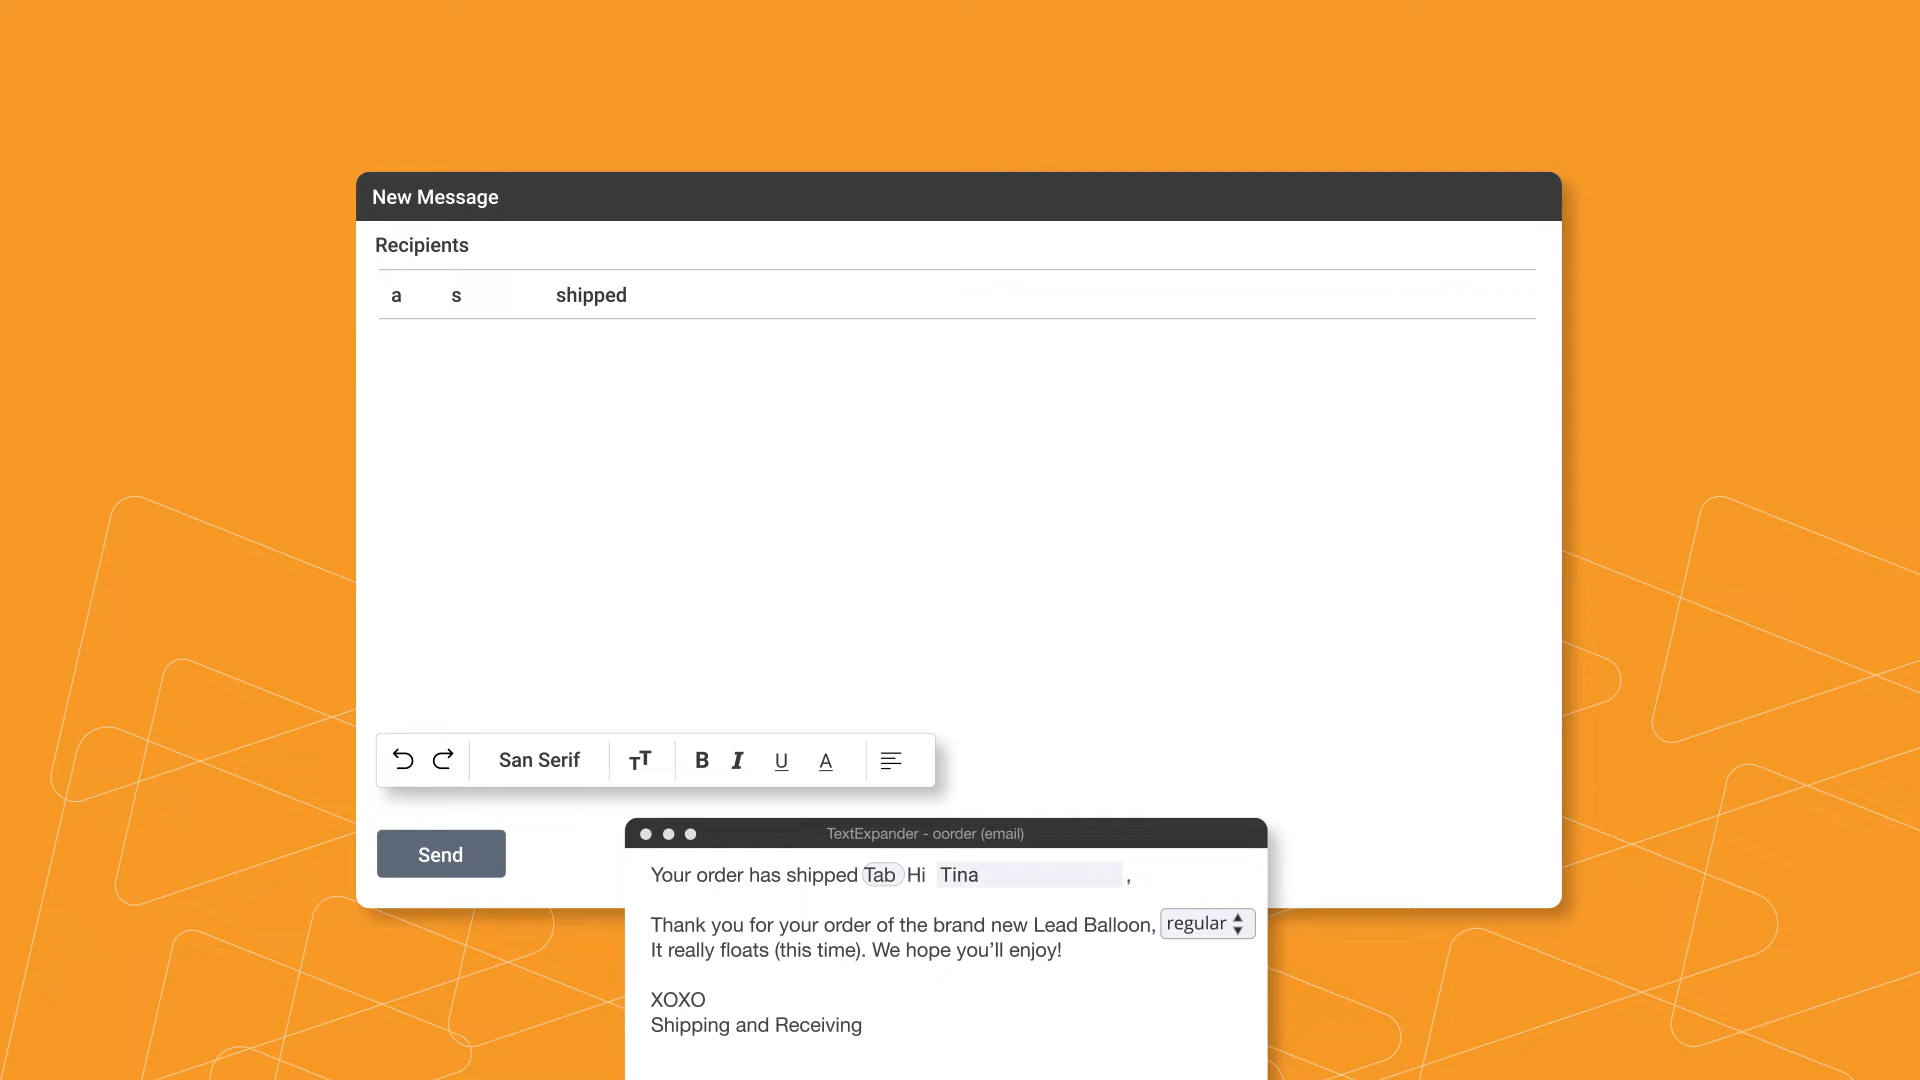 New Message
Recipients
a s shipped
San Serif TT B I U A
Send
TextExpander - oorder (email)
Your order has shipped Tab Hi Tina ,
Thank you for your order of the brand new Lead Balloon, regular
It really floats (this time). We hope you’ll enjoy!
XOXO
Shipping and Receiving